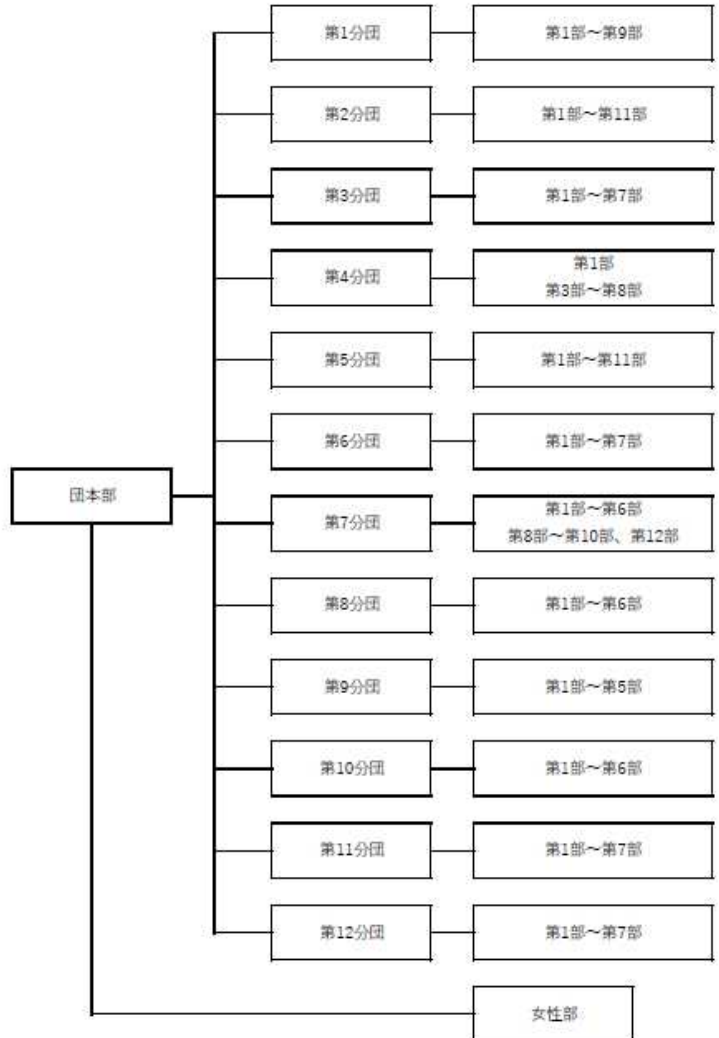 第1分団
第1部～第9部
第2分団
第1部～第11部
第3分団
第1部～第7部
第4分団
第1部
第3部～第8部
第5分団
第1部～第11部
第6分団
第1部～第7部
団本部
第7分団
第1部～第6部
第8部～第10部、第12部
第8分団
第1部～第6部
第9分団
第1部～第5部
第10分団
第1部～第6部
第11分団
第1部～第7部
第12分団
第1部～第7部
女性部